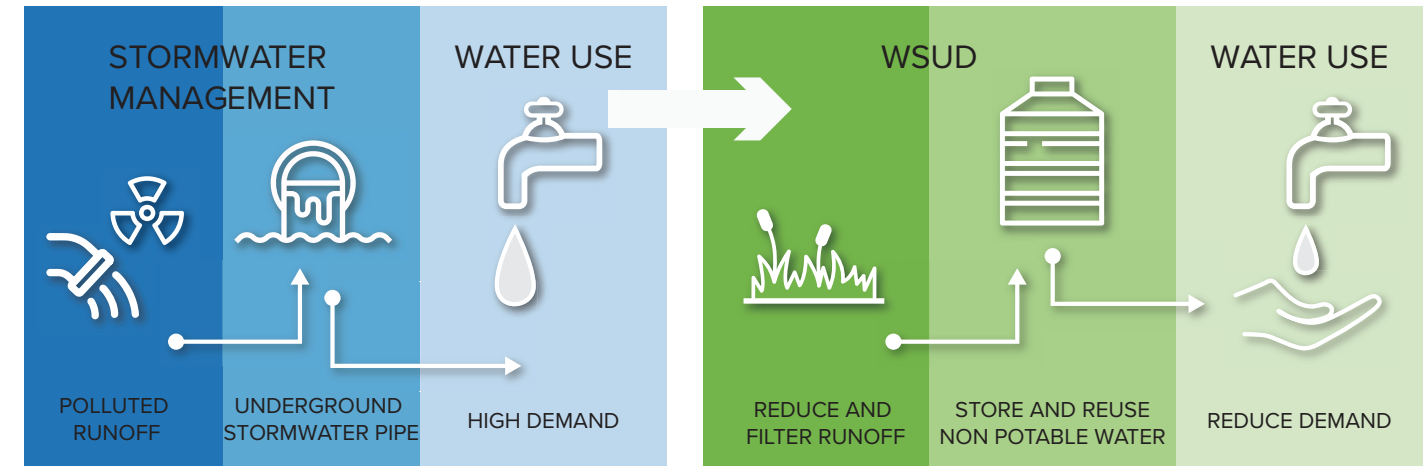 STORMWATER
MANAGEMENT
WATER USE
POLLUTED
RUNOFF
UNDERGROUND
STORMWATER PIPE
HIGH DEMAND
WSUD
WATER USE
REDUCE AND
FILTER RUNOFF
STORE AND REUSE
NON POTABLE WATER
REDUCE DEMAND